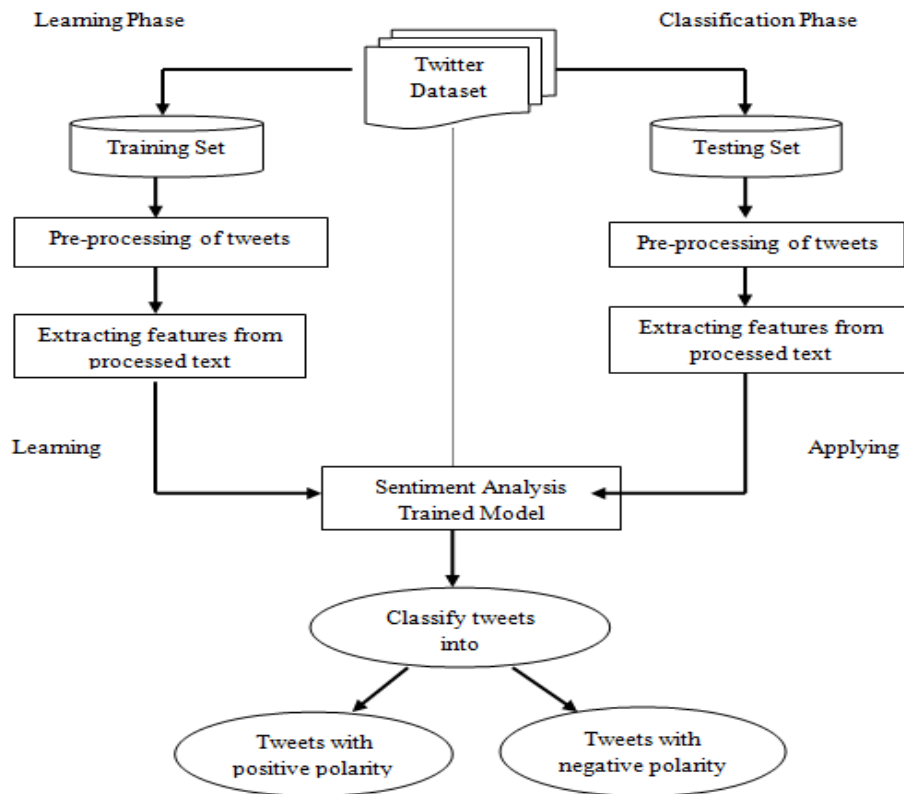 Learning Phase
Classification Phase
Twitter
Dataset
Training Set
Testing Set
Pre-processing of tweets
Pre-processing of tweets
Extracting features from
processed text
Extracting features from
processed text
Learning
Applying
Sentiment Analysis
Trained Model
Classify tweets
into
Tweets with
positive polarity
Tweets with
negative polarity